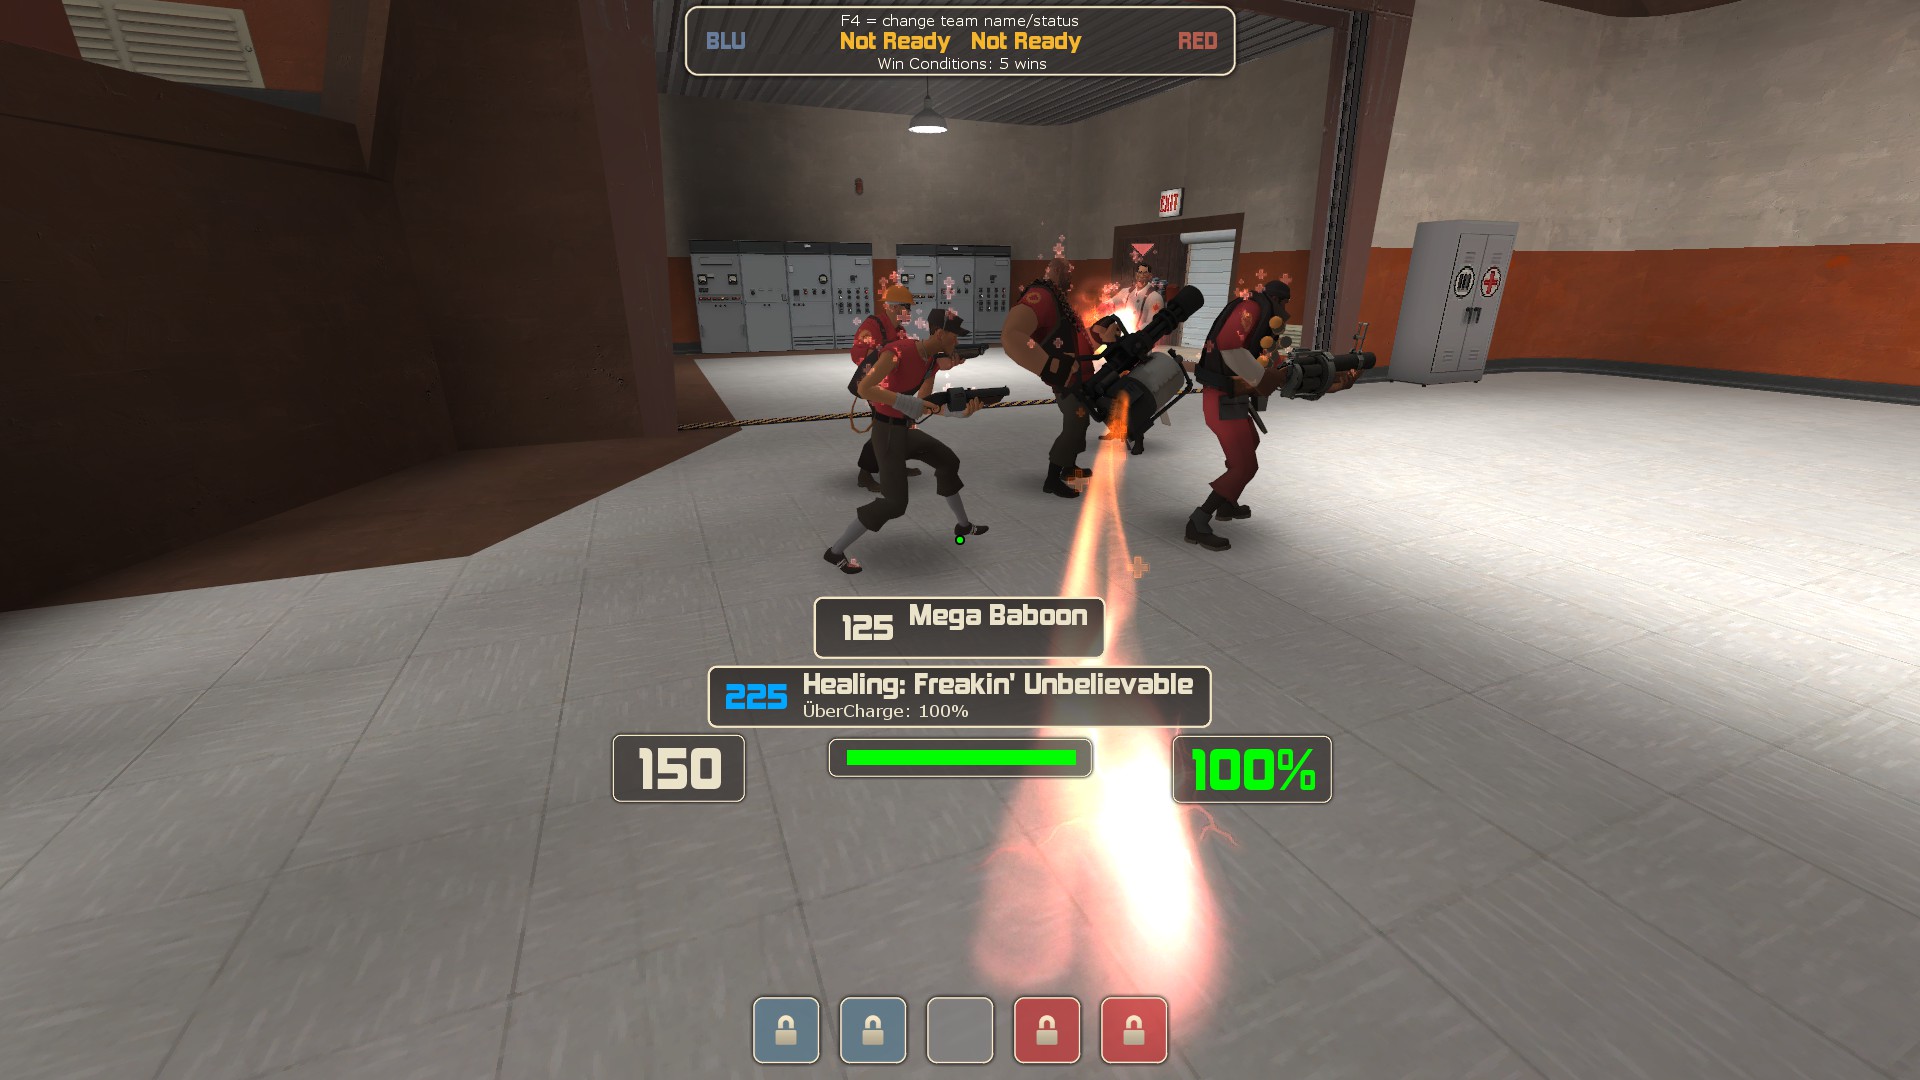 F4 = change team name/status
BLU Not Ready Not Ready RED
Win Conditions: 5 wins
EXIT
125 Mega Baboon
225 Healing: Freakin' Unbelievable
ÜberCharge: 100%
150
100%